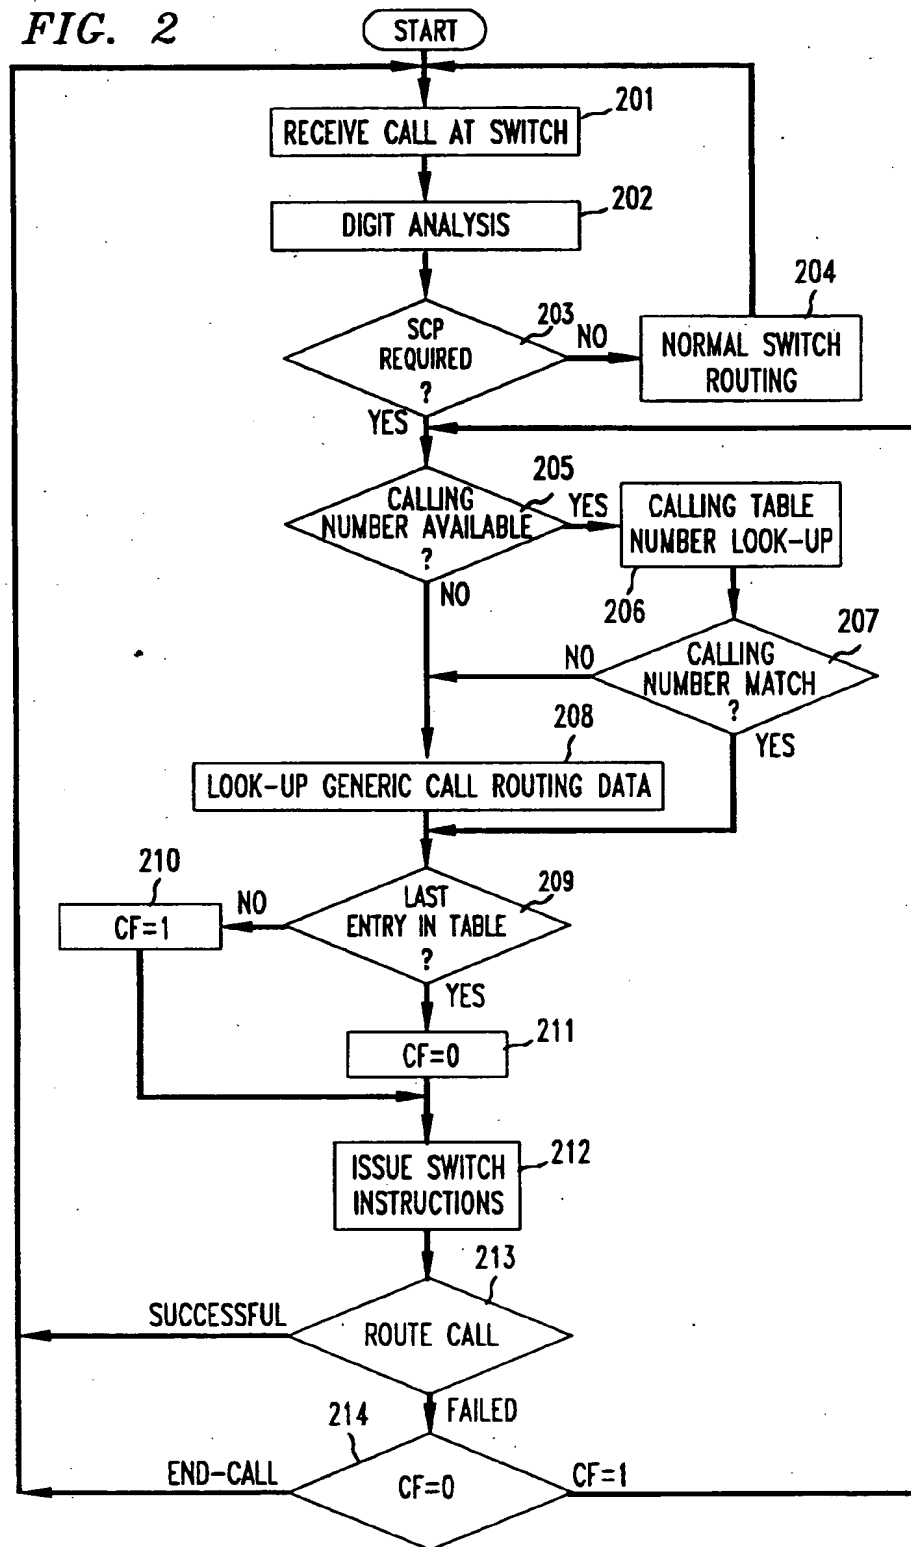 FIG. 2
START
201
RECEIVE CALL AT SWITCH
202
DIGIT ANALYSIS
203
SCP
REQUIRED
?
NO
204
NORMAL SWITCH
ROUTING
YES
205
CALLING
NUMBER AVAILABLE
?
YES
CALLING TABLE
NUMBER LOOK-UP
206
NO
207
CALLING
NUMBER MATCH
?
NO
YES
208
LOOK-UP GENERIC CALL ROUTING DATA
209
LAST
ENTRY IN TABLE
?
NO
210
CF=1
YES
211
CF=0
212
ISSUE SWITCH
INSTRUCTIONS
213
ROUTE CALL
SUCCESSFUL
FAILED
214
CF=0
END-CALL
CF=1